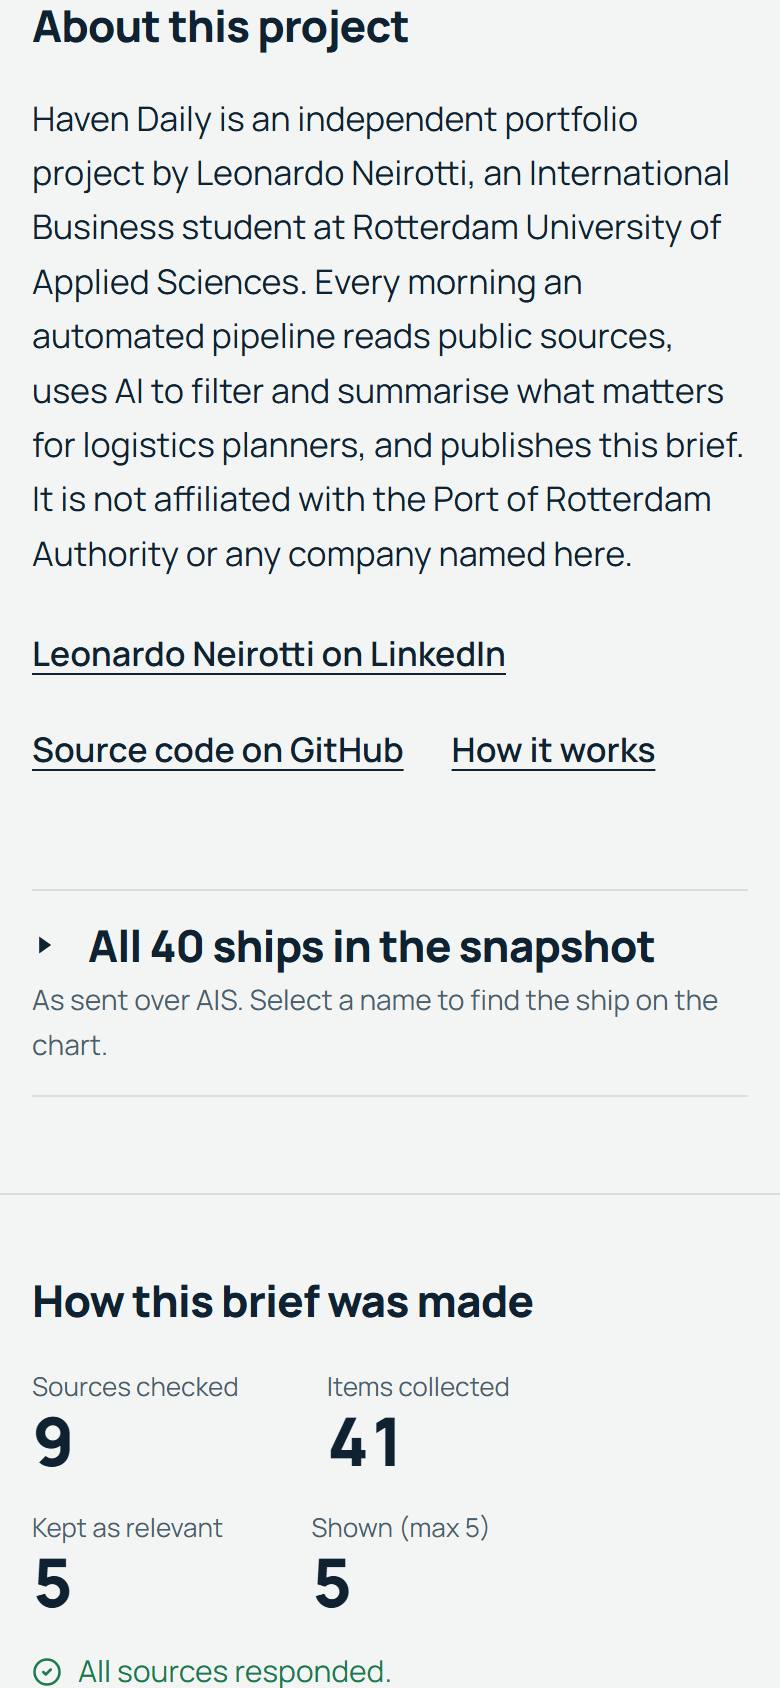 About this project
Haven Daily is an independent portfolio
project by Leonardo Neirotti, an International
Business student at Rotterdam University of
Applied Sciences. Every morning an
automated pipeline reads public sources,
uses AI to filter and summarise what matters
for logistics planners, and publishes this brief.
It is not affiliated with the Port of Rotterdam
Authority or any company named here.
Leonardo Neirotti on LinkedIn
Source code on GitHub How it works
All 40 ships in the snapshot
As sent over AIS. Select a name to find the ship on the
chart.
How this brief was made
Sources checked Items collected
9 41
Kept as relevant Shown (max 5)
5 5
All sources responded.